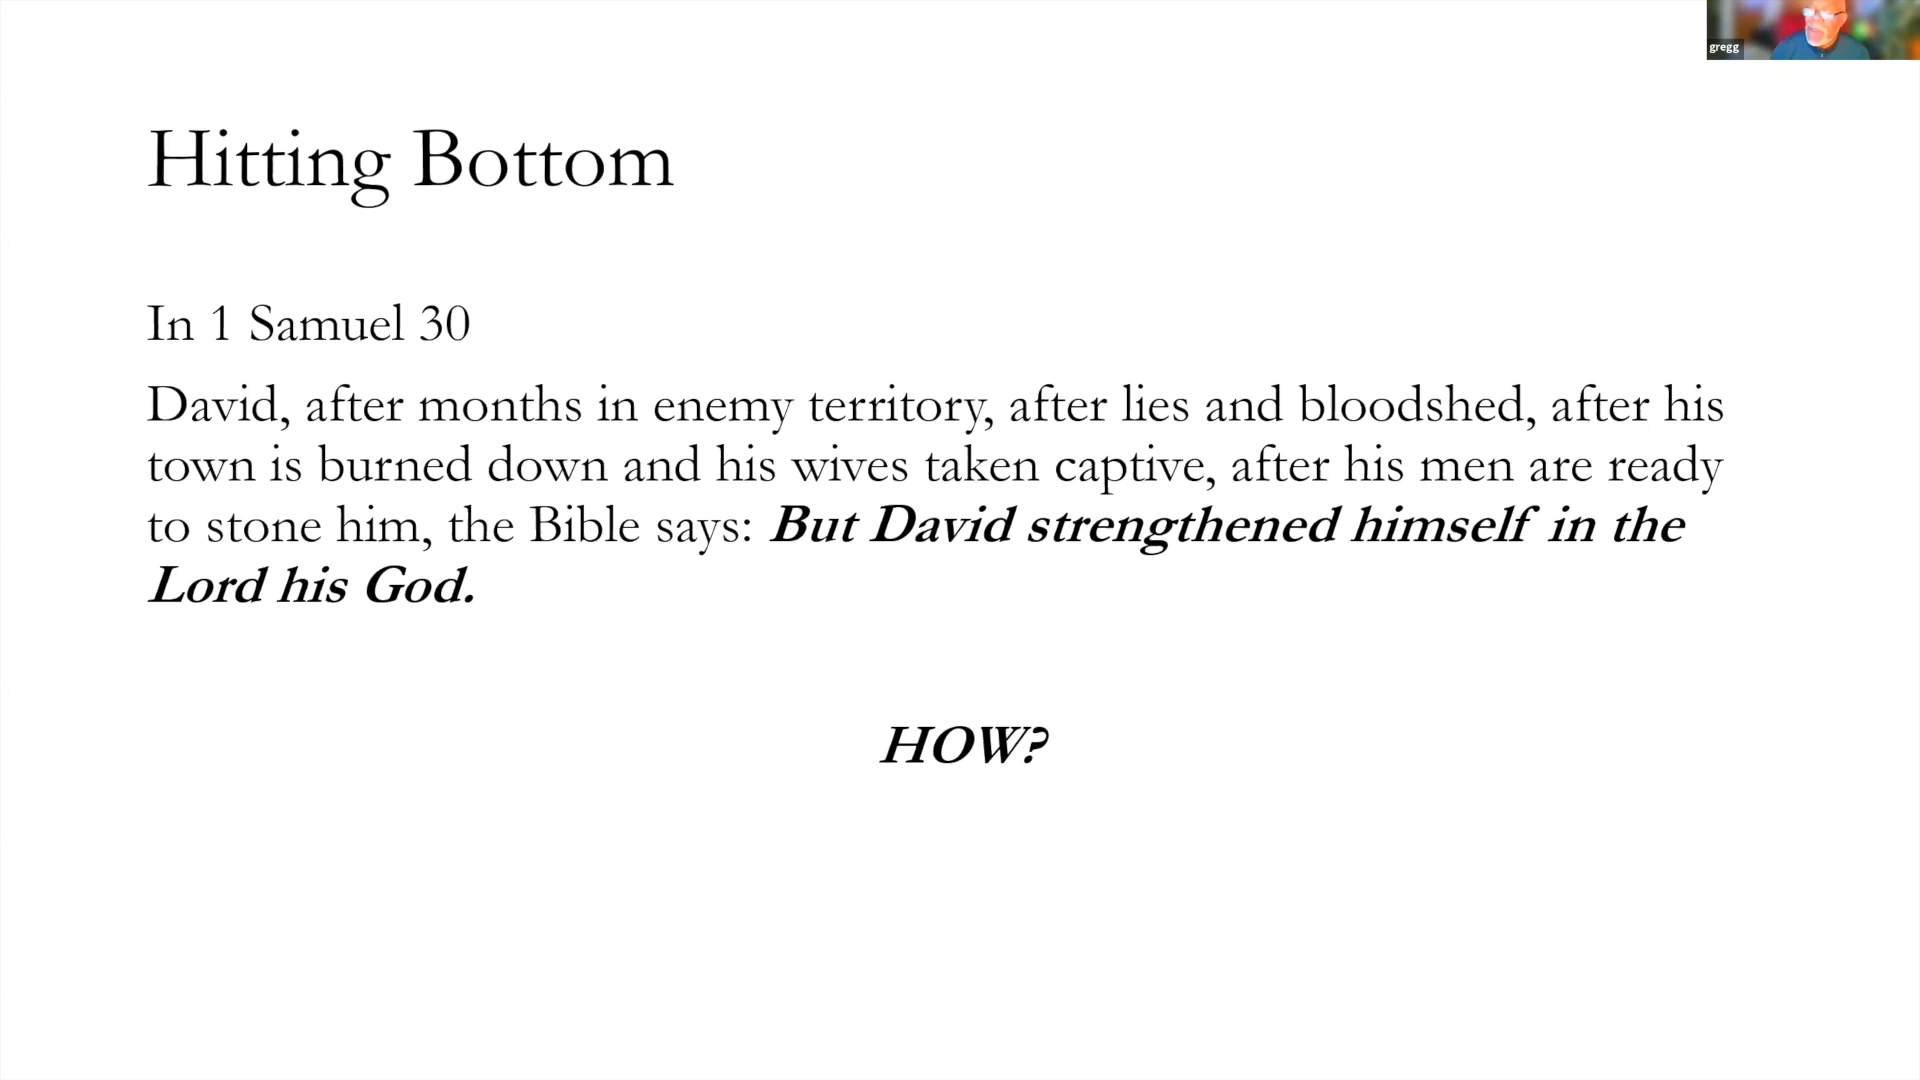 gregg
Hitting Bottom
In 1 Samuel 30
David, after months in enemy territory, after lies and bloodshed, after his
town is burned down and his wives taken captive, after his men are ready
to stone him, the Bible says: But David strengthened himself in the
Lord his God.
HOW?